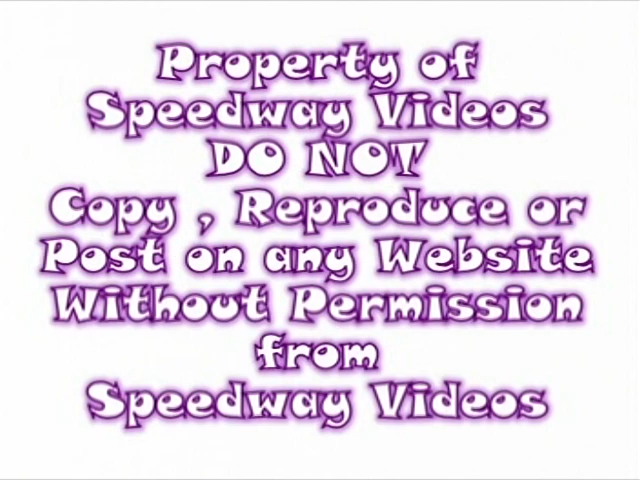 Property of
Speedway Videos
DO NOT
Copy , Reproduce or
Post on any Website
Without Permission
from
Speedway Videos